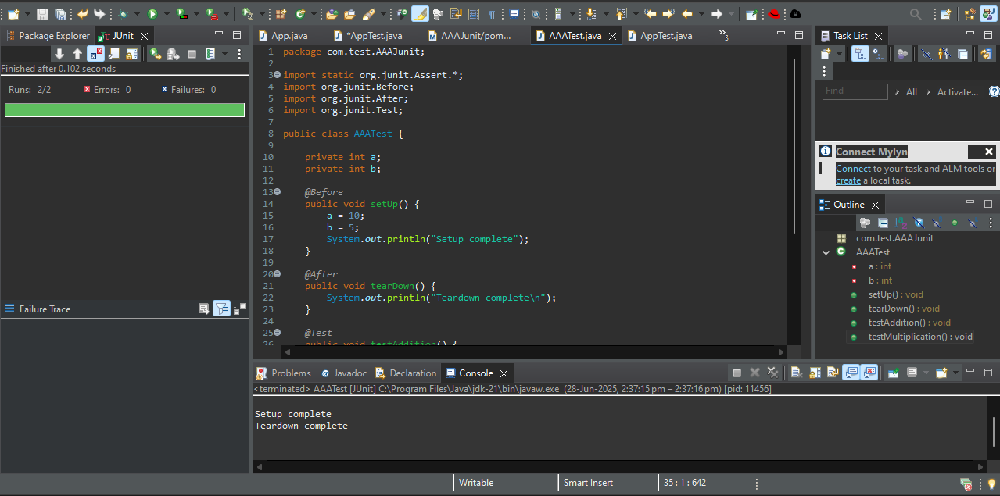 Package Explorer
JUnit
Finished after 0.102 seconds
Runs: 2/2
Errors: 0
Failures: 0
Failure Trace
App.java
*AppTest.java
AAAJunit/pom...
AAATest.java
AppTest.java
3
1 package com.test.AAAJunit;
2
3 import static org.junit.Assert.*;
4 import org.junit.Before;
5 import org.junit.After;
6 import org.junit.Test;
7
8 public class AAATest {
9
10     private int a;
11     private int b;
12
13     @Before
14     public void setUp() {
15         a = 10;
16         b = 5;
17         System.out.println("Setup complete");
18     }
19
20     @After
21     public void tearDown() {
22         System.out.println("Teardown complete\n");
23     }
24
25     @Test
26     public void testAddition() {
Task List
Find
All
Activate...
Connect Mylyn
Connect to your task and ALM tools or
create a local task.
Outline
com.test.AAAJunit
AAATest
a : int
b : int
setUp() : void
tearDown() : void
testAddition() : void
testMultiplication() : void
Problems
Javadoc
Declaration
Console
<terminated> AAATest [JUnit] C:\Program Files\Java\jdk-21\bin\javaw.exe (28-Jun-2025, 2:37:15 pm – 2:37:16 pm) [pid: 11456]
Setup complete
Teardown complete
Writable
Smart Insert
35 : 1 : 642